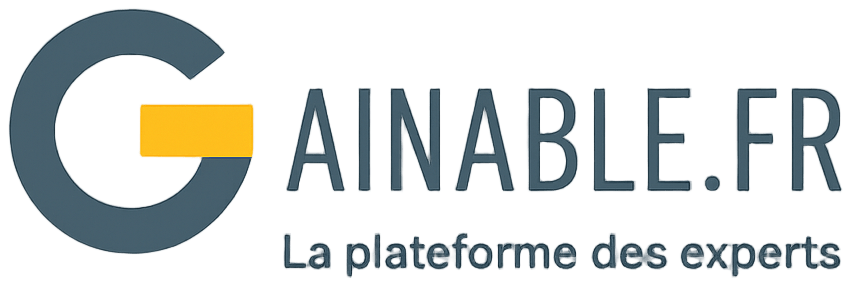 GAINABLE.FR
La plateforme des experts